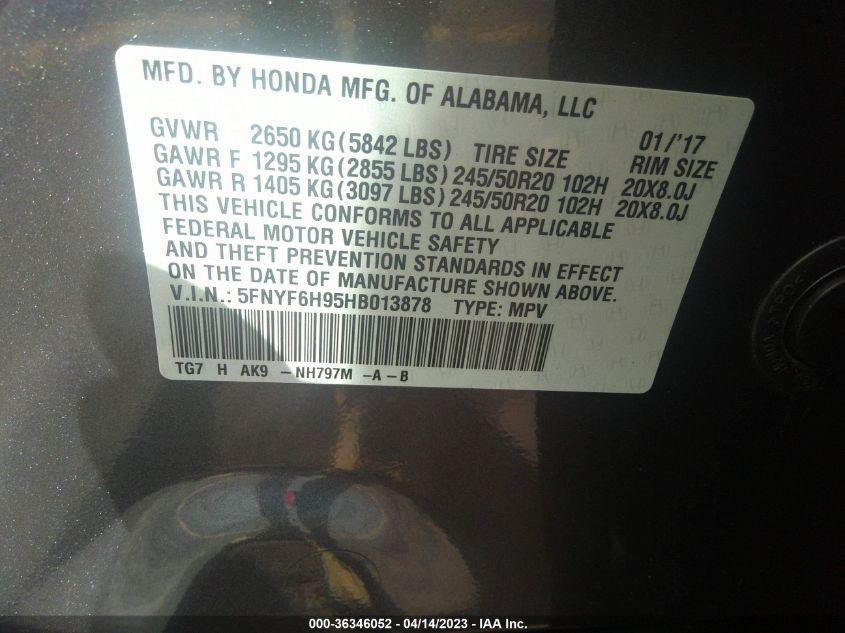 MFD. BY HONDA MFG. OF ALABAMA, LLC
GVWR 2650 KG (5842 LBS) TIRE SIZE 01/'17 RIM SIZE
GAWR F 1295 KG (2855 LBS) 245/50R20 102H 20X8.0J
GAWR R 1405 KG (3097 LBS) 245/50R20 102H 20X8.0J
THIS VEHICLE CONFORMS TO ALL APPLICABLE
FEDERAL MOTOR VEHICLE SAFETY
AND THEFT PREVENTION STANDARDS IN EFFECT
ON THE DATE OF MANUFACTURE SHOWN ABOVE.
V.I.N.: 5FNYF6H95HB013878 TYPE: MPV
TG7 H AK9 -NH797M -A-B
000-36346052 - 04/14/2023 - IAA Inc.